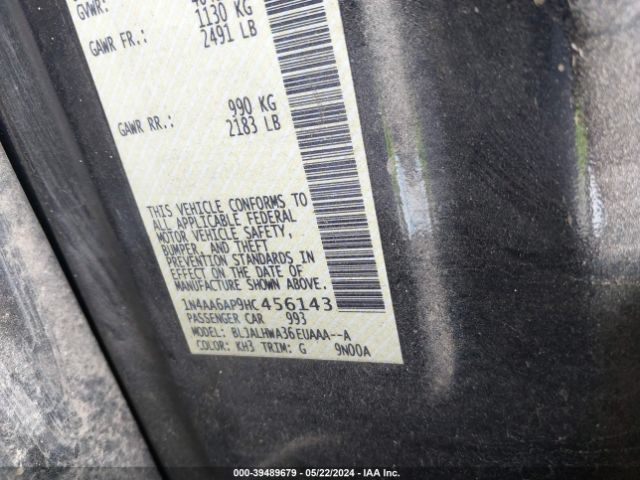 GVWR:
GAWR FR.: 1130 KG
2491 LB
GAWR RR.: 990 KG
2183 LB
THIS VEHICLE CONFORMS TO
ALL APPLICABLE FEDERAL
MOTOR VEHICLE SAFETY,
BUMPER, AND THEFT
PREVENTION STANDARDS IN
EFFECT ON THE DATE OF
MANUFACTURE SHOWN ABOVE.
1N4AA6AP9HC456143
PASSENGER CAR 993
MODEL: BLJALHWA36EUAAA--A
COLOR: KH3 TRIM: G 9N00A
000-39489679 - 05/22/2024 - IAA Inc.